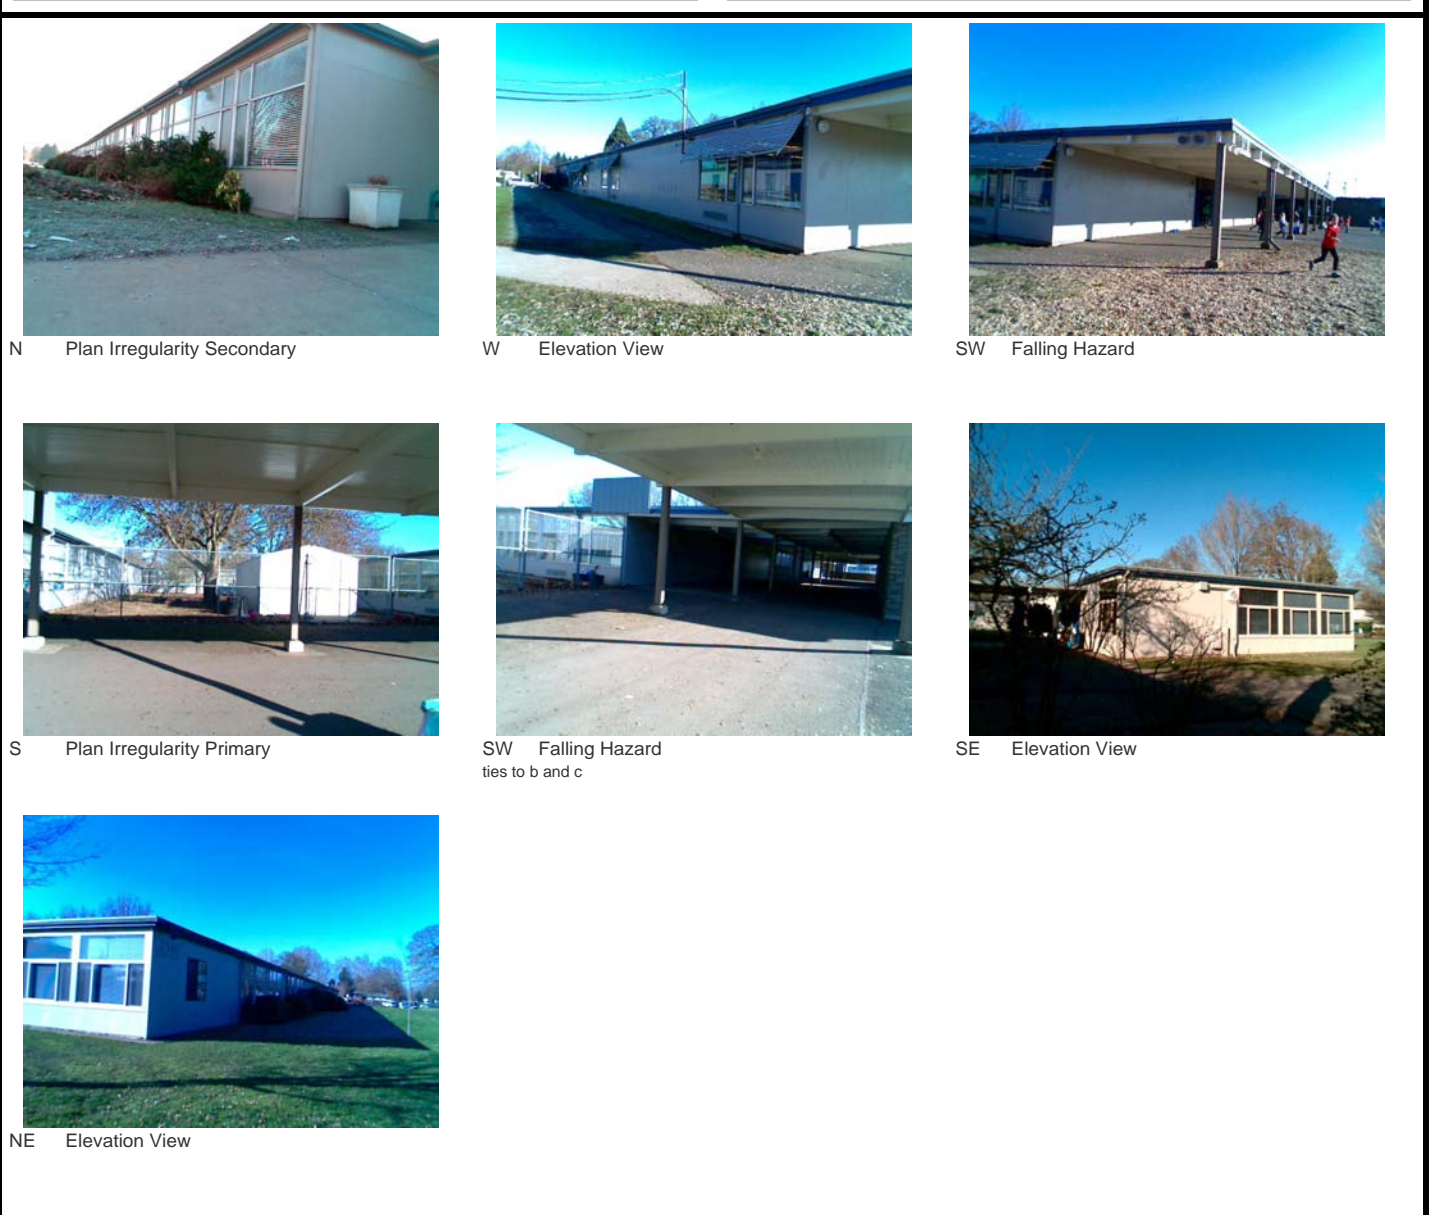 N Plan Irregularity Secondary
W Elevation View
SW Falling Hazard
S Plan Irregularity Primary
SW Falling Hazard
ties to b and c
SE Elevation View
NE Elevation View